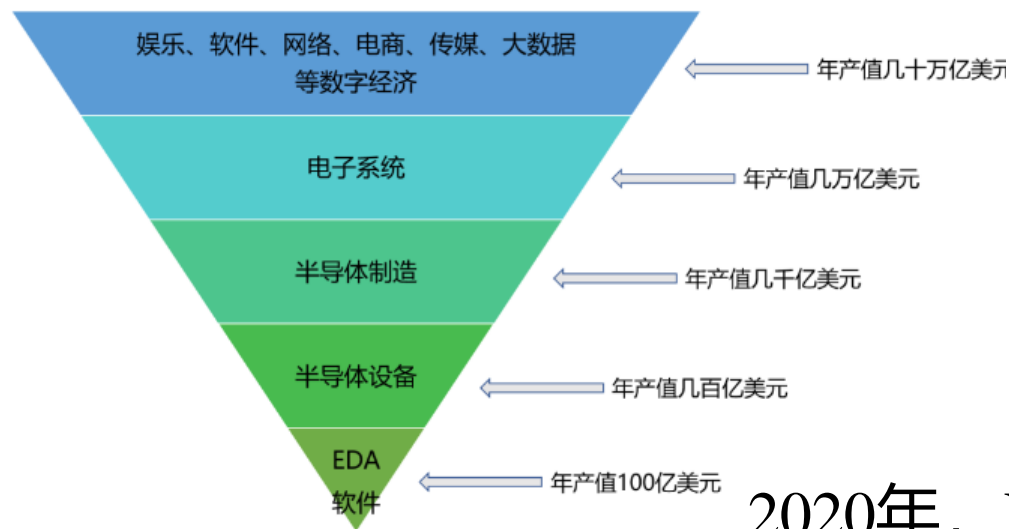 娱乐、软件、网络、电商、传媒、大数据
等数字经济
年产值几十万亿美元
电子系统
年产值几万亿美元
半导体制造
年产值几千亿美元
半导体设备
年产值几百亿美元
EDA
软件
年产值100亿美元
2020年，